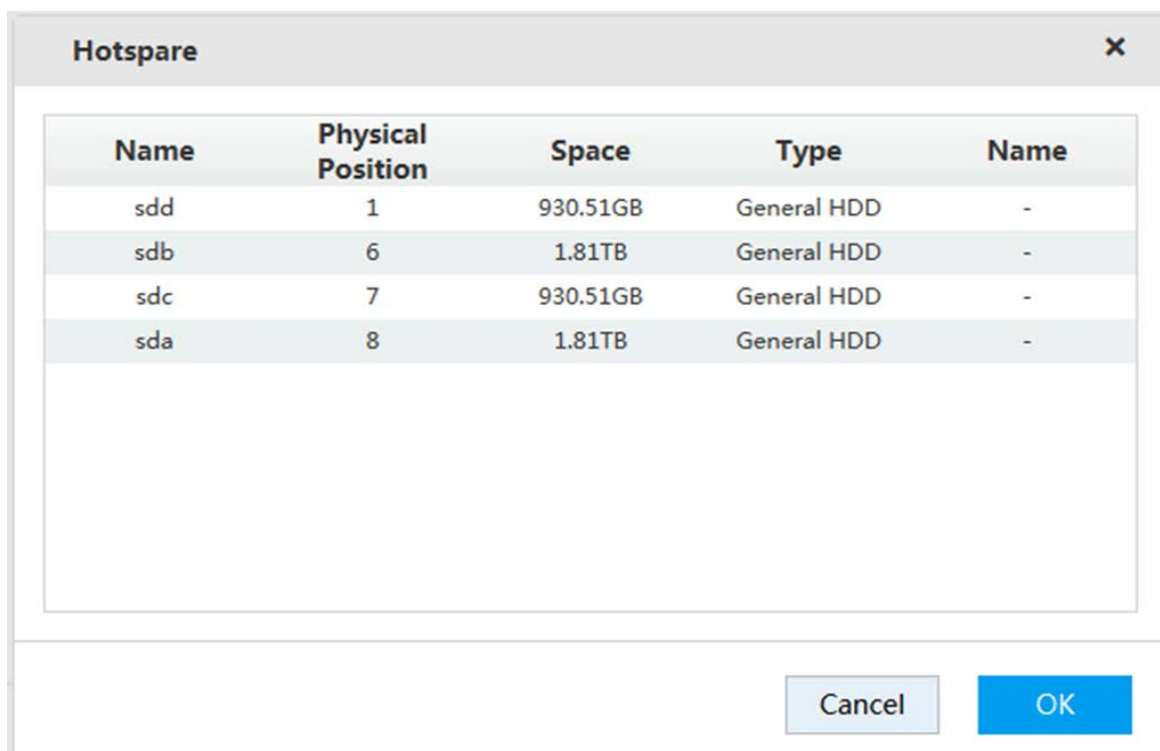 Hotspare ×
Name Physical Position Space Type Name
sdd 1 930.51GB General HDD -
sdb 6 1.81TB General HDD -
sdc 7 930.51GB General HDD -
sda 8 1.81TB General HDD -
Cancel OK